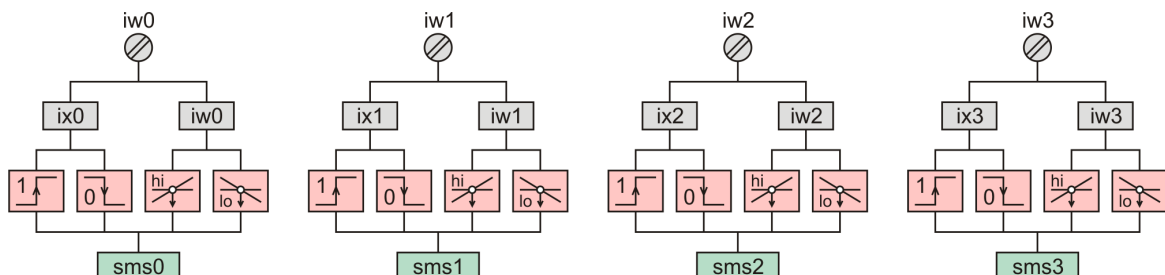 iw0 iw1 iw2 iw3
ix0 iw0 ix1 iw1 ix2 iw2 ix3 iw3
1 0 hi lo 1 0 hi lo 1 0 hi lo 1 0 hi lo
sms0 sms1 sms2 sms3